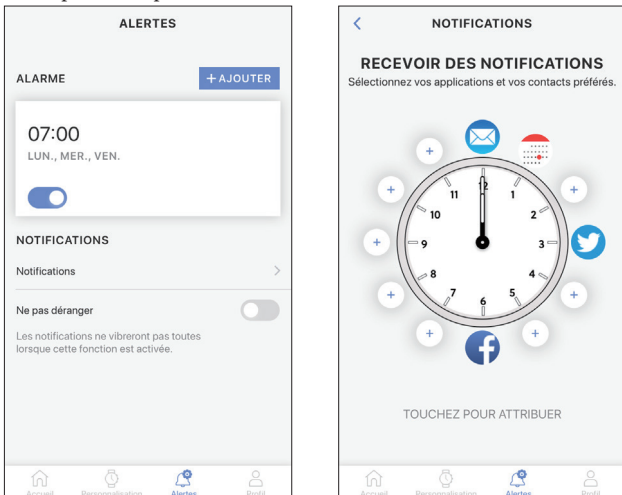 ALERTES
ALARME
+ AJOUTER
07:00
LUN., MER., VEN.
NOTIFICATIONS
Notifications
Ne pas déranger
Les notifications ne vibreront pas toutes
lorsque cette fonction est activée.
Accueil Personnalisation Alertes Profil
NOTIFICATIONS
RECEVOIR DES NOTIFICATIONS
Sélectionnez vos applications et vos contacts préférés.
12
11 1
10 2
9 3
8 4
7 5
6
TOUCHEZ POUR ATTRIBUER
Accueil Personnalisation Alertes Profil